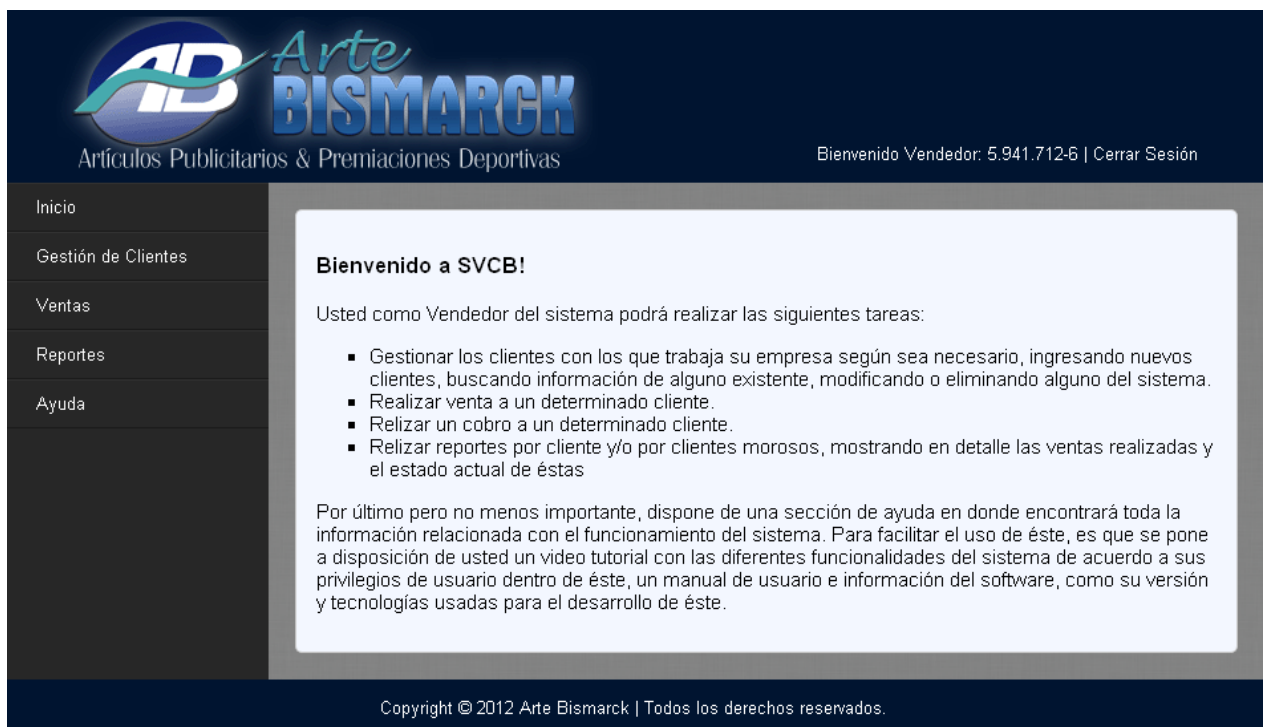 AB Arte
BISMARCK
Artículos Publicitarios & Premiaciones Deportivas
Bienvenido Vendedor: 5.941.712-6 | Cerrar Sesión
Inicio
Gestión de Clientes
Ventas
Reportes
Ayuda
Bienvenido a SVCB!
Usted como Vendedor del sistema podrá realizar las siguientes tareas:
Gestionar los clientes con los que trabaja su empresa según sea necesario, ingresando nuevos
clientes, buscando información de alguno existente, modificando o eliminando alguno del sistema.
Realizar venta a un determinado cliente.
Relizar un cobro a un determinado cliente.
Relizar reportes por cliente y/o por clientes morosos, mostrando en detalle las ventas realizadas y
el estado actual de éstas
Por último pero no menos importante, dispone de una sección de ayuda en donde encontrará toda la
información relacionada con el funcionamiento del sistema. Para facilitar el uso de éste, es que se pone
a disposición de usted un video tutorial con las diferentes funcionalidades del sistema de acuerdo a sus
privilegios de usuario dentro de éste, un manual de usuario e información del software, como su versión
y tecnologías usadas para el desarrollo de éste.
Copyright © 2012 Arte Bismarck | Todos los derechos reservados.